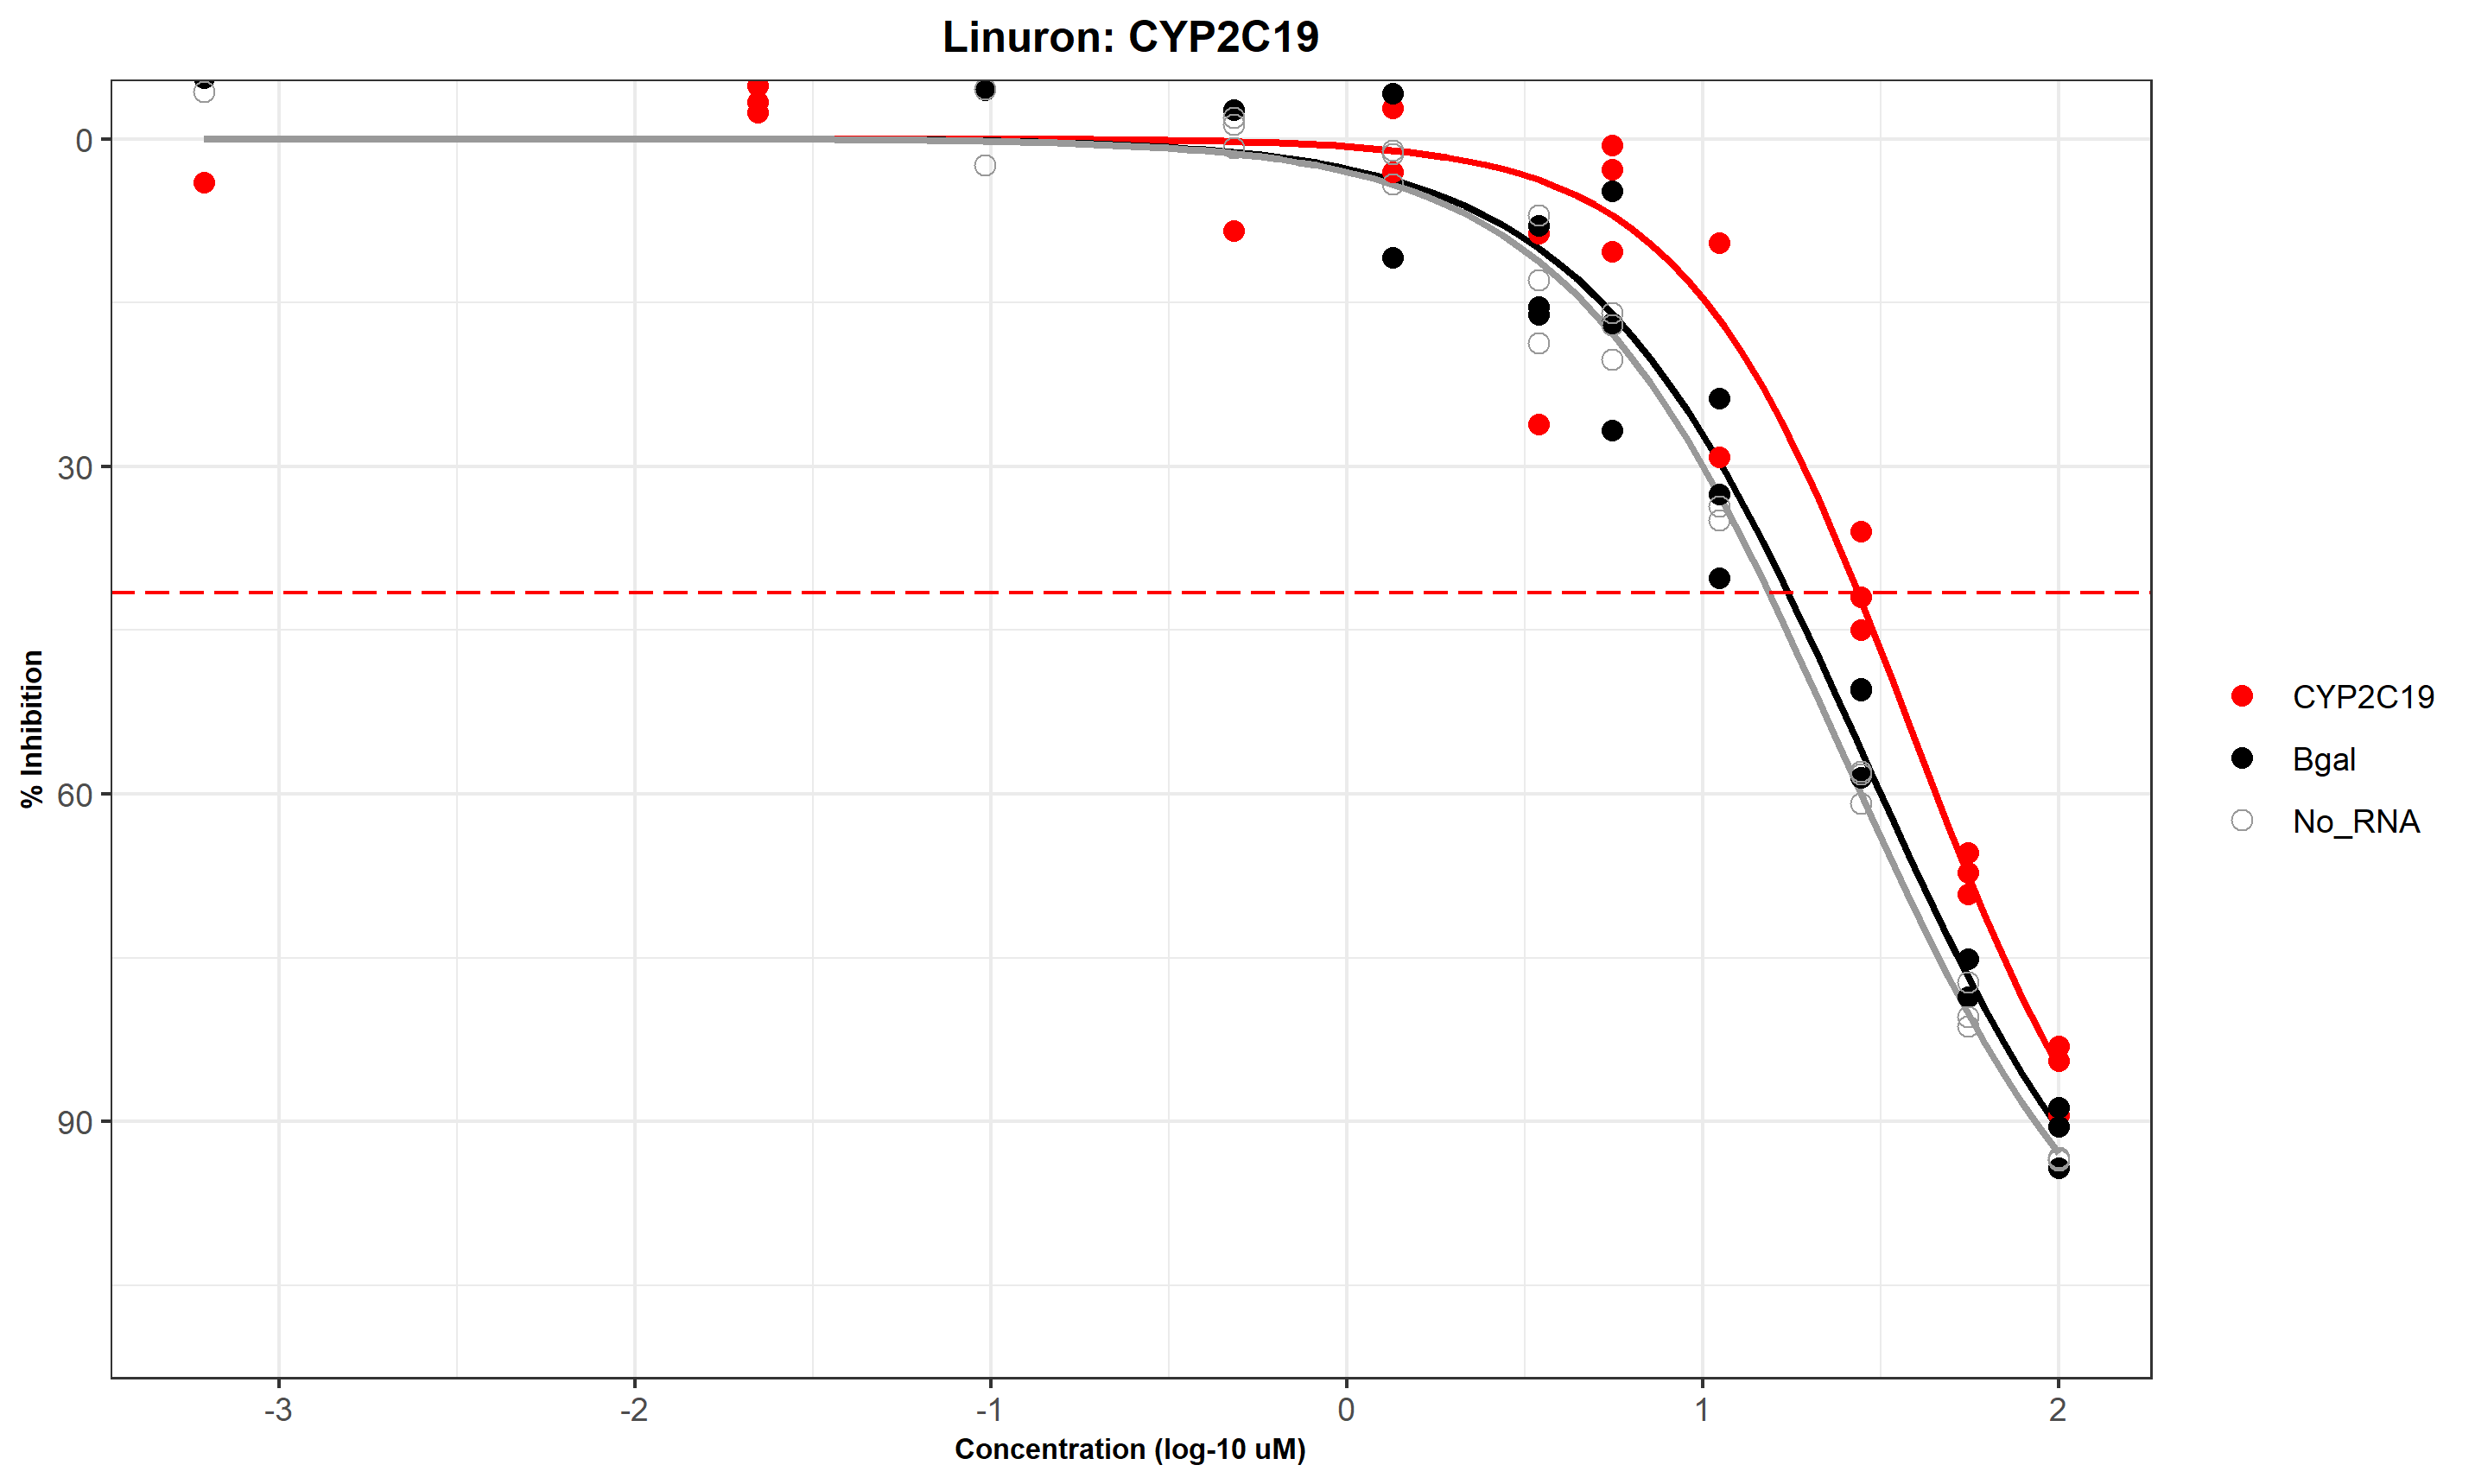 Linuron: CYP2C19
% Inhibition
0
30
60
90
-3 -2 -1 0 1 2
Concentration (log-10 uM)
CYP2C19
Bgal
No_RNA